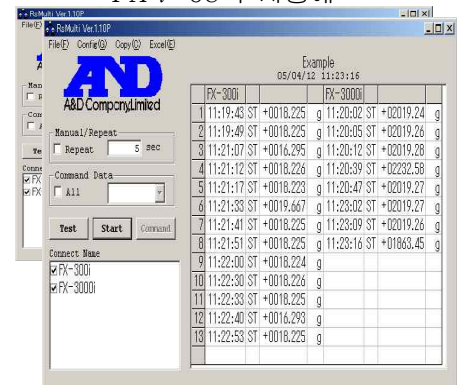 RsMulti Ver.1.10P
RsMulti Ver.1.10P
File(F) Config(G) Copy(C) Excel(E)
AND
A&D Company,Limited
Manual/Repeat
Repeat 5 sec
Command Data
All
Test Start Command
Connect Name
FX-300i
FX-3000i
Example
05/04/12 11:23:16
FX-300i FX-3000i
1 11:19:43 ST +0018.225 g 11:20:02 ST +02019.24 g
2 11:19:49 ST +0018.225 g 11:20:05 ST +02019.26 g
3 11:21:07 ST +0016.295 g 11:20:12 ST +02019.28 g
4 11:21:12 ST +0018.226 g 11:20:39 ST +02232.58 g
5 11:21:17 ST +0018.223 g 11:20:47 ST +02019.27 g
6 11:21:33 ST +0019.667 g 11:23:02 ST +02019.27 g
7 11:21:41 ST +0018.225 g 11:23:09 ST +02019.26 g
8 11:21:51 ST +0018.225 g 11:23:16 ST +01863.45 g
9 11:22:00 ST +0018.224 g
10 11:22:30 ST +0018.226 g
11 11:22:33 ST +0018.225 g
12 11:22:40 ST +0016.293 g
13 11:22:53 ST +0018.225 g